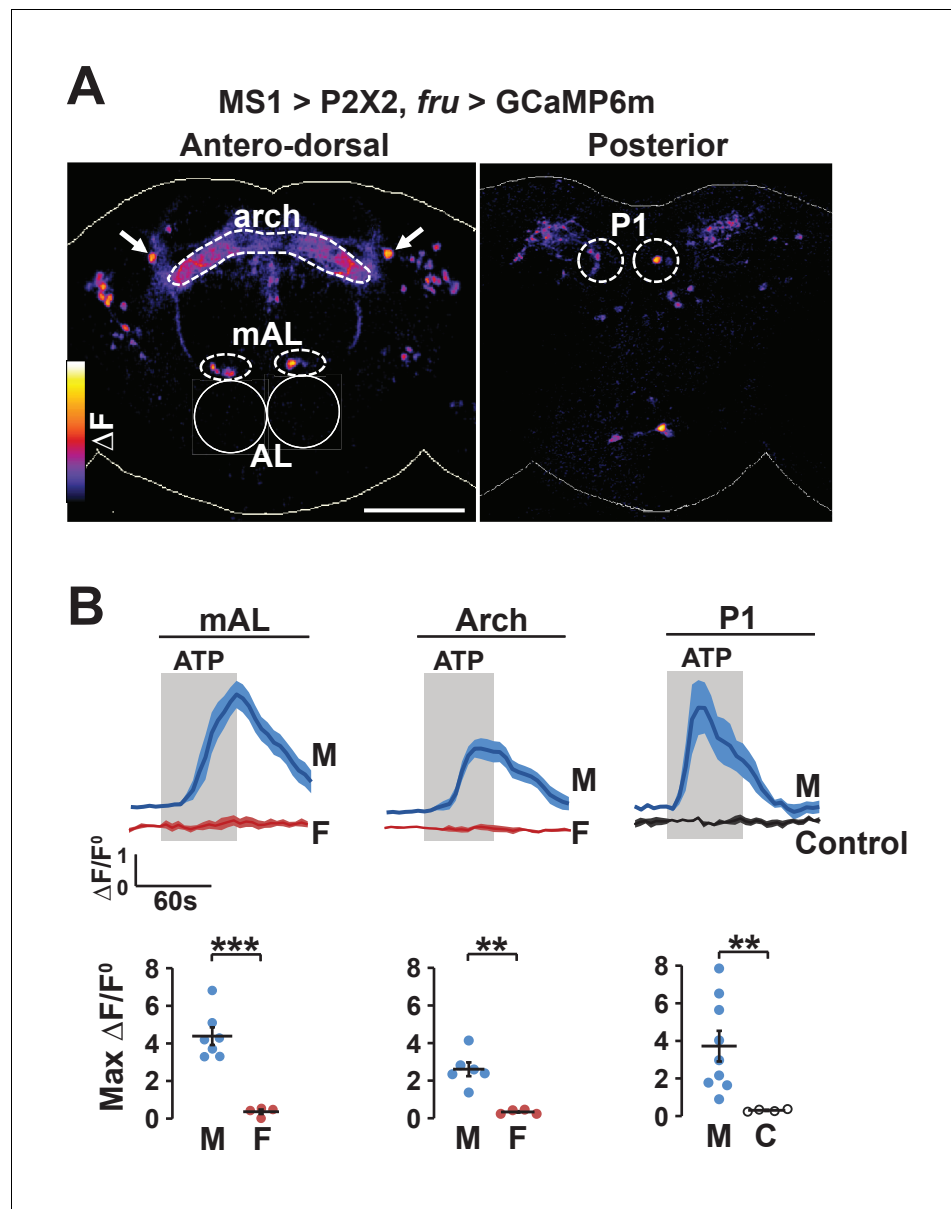 A
MS1 > P2X2, fru > GCaMP6m
Antero-dorsal
Posterior
arch
P1
mAL
AL
ΔF
B
mAL
Arch
P1
ATP
ATP
ATP
M
F
M
F
M
Control
ΔF/F⁰
1
0
60s
***
**
**
Max ΔF/F⁰
8
6
4
2
0
M F
8
6
4
2
0
M F
8
6
4
2
0
M C